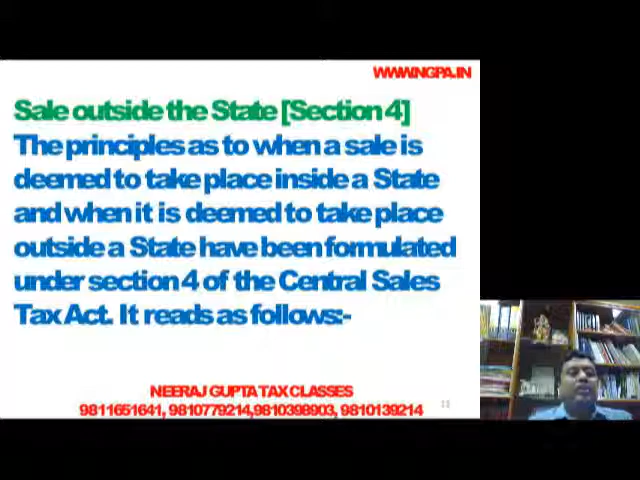 WWW.NGPA.IN
Sale outside the State [Section 4]
The principles as to when a sale is
deemed to take place inside a State
and when it is deemed to take place
outside a State have been formulated
under section 4 of the Central Sales
Tax Act. It reads as follows:-
NEERAJ GUPTA TAX CLASSES
9811651641, 9810779214,9810398903, 9810139214